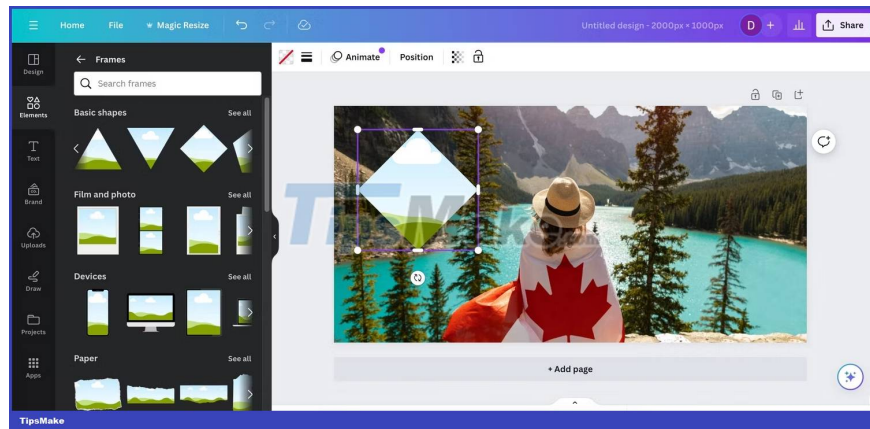 Home File Magic Resize Untitled design - 2000px × 1000px D + Share
Design
Elements
Text
Brand
Uploads
Draw
Projects
Apps
Frames
Search frames
Basic shapes See all
Film and photo See all
Devices See all
Paper See all
Animate Position
TipsMake.com
+ Add page
TipsMake